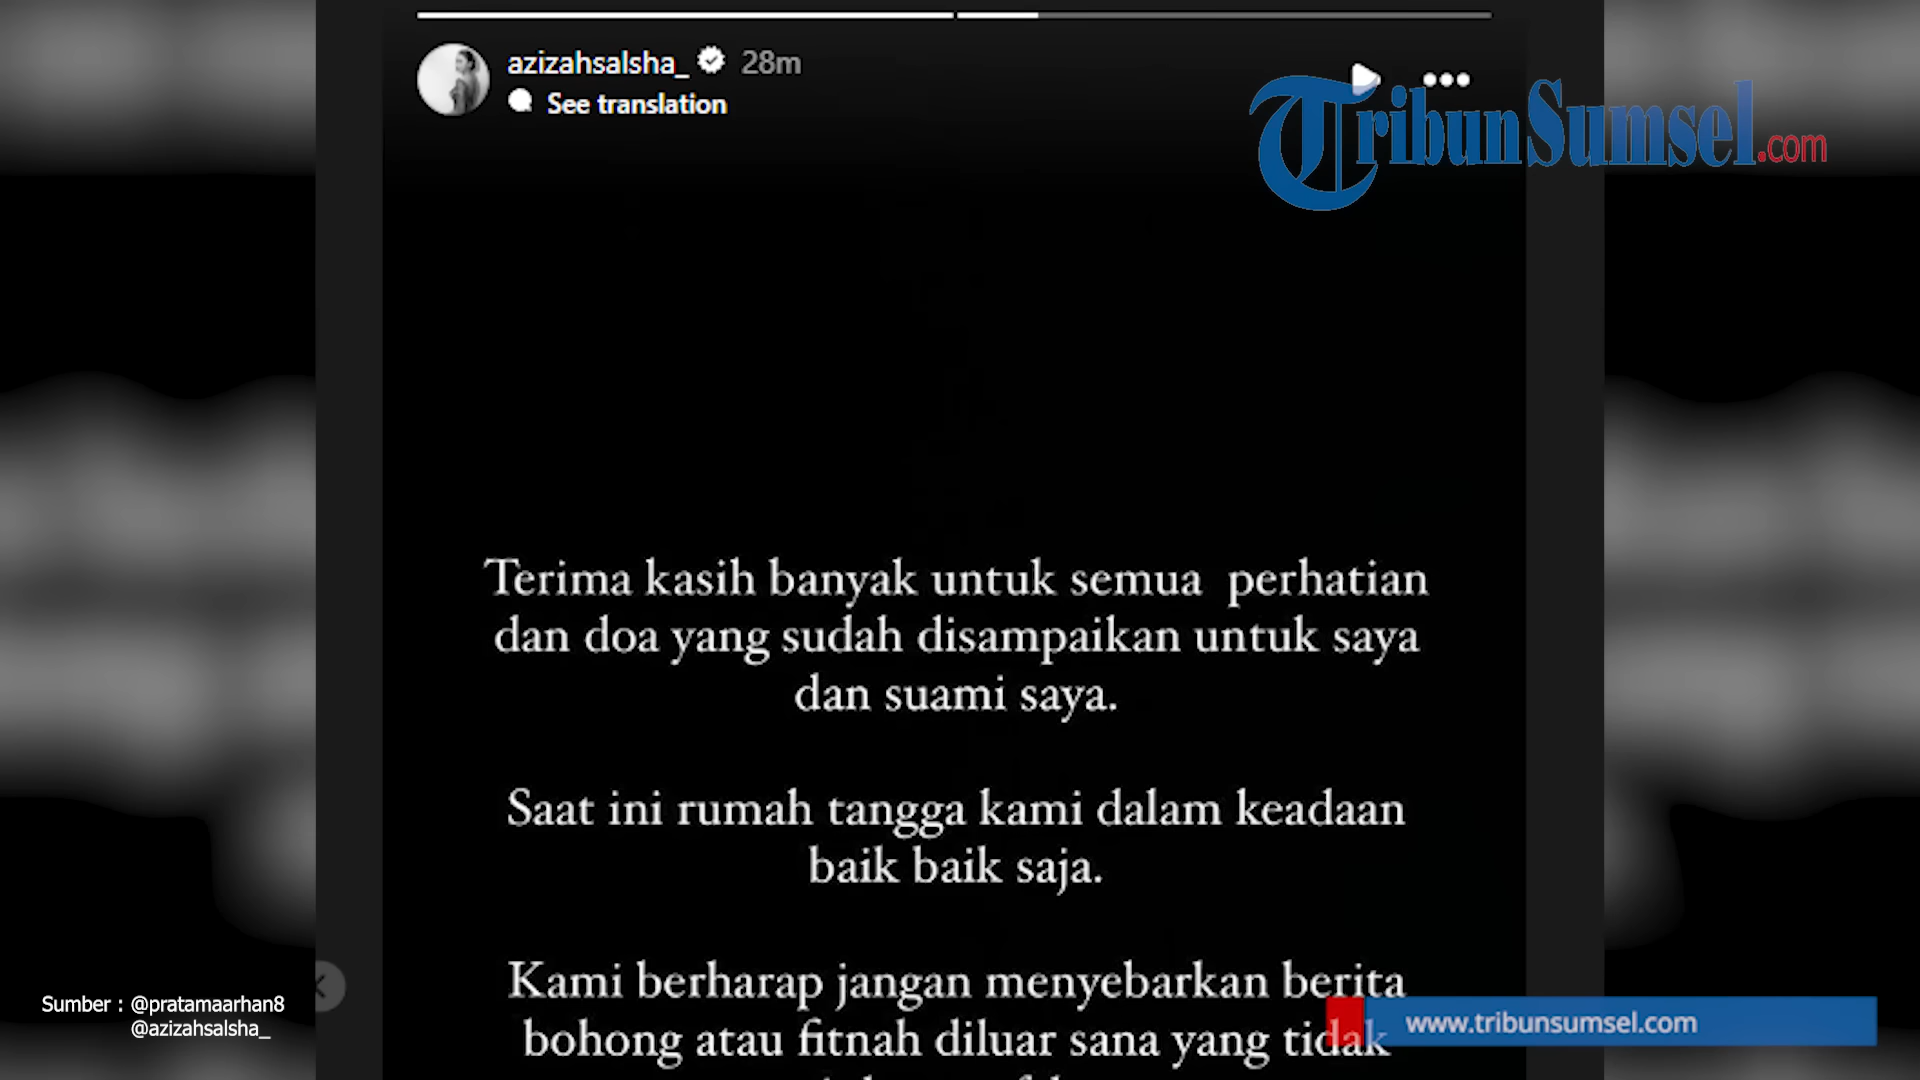 azizahsalsha_ 28m
See translation
TribunSumsel.com
Terima kasih banyak untuk semua perhatian
dan doa yang sudah disampaikan untuk saya
dan suami saya.
Saat ini rumah tangga kami dalam keadaan
baik baik saja.
Kami berharap jangan menyebarkan berita
bohong atau fitnah diluar sana yang tidak
Sumber : @pratamaarhan8
@azizahsalsha_
www.tribunsumsel.com